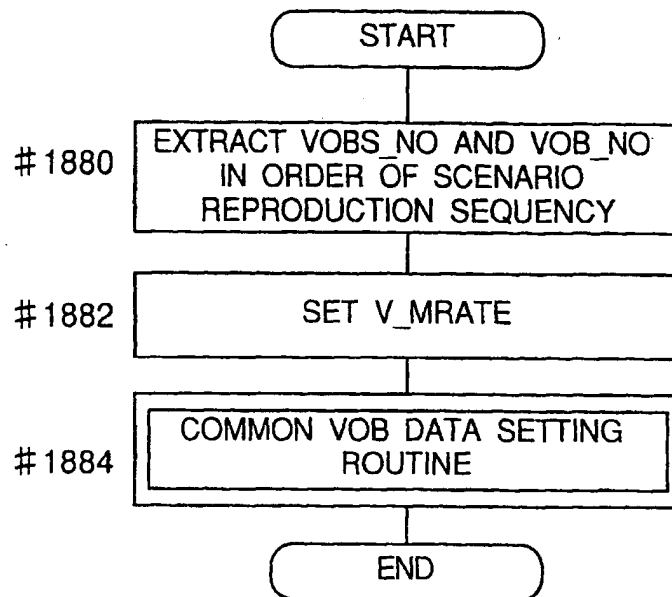 START
#1880
EXTRACT VOBS_NO AND VOB_NO
IN ORDER OF SCENARIO
REPRODUCTION SEQUENCY
#1882
SET V_MRATE
#1884
COMMON VOB DATA SETTING
ROUTINE
END